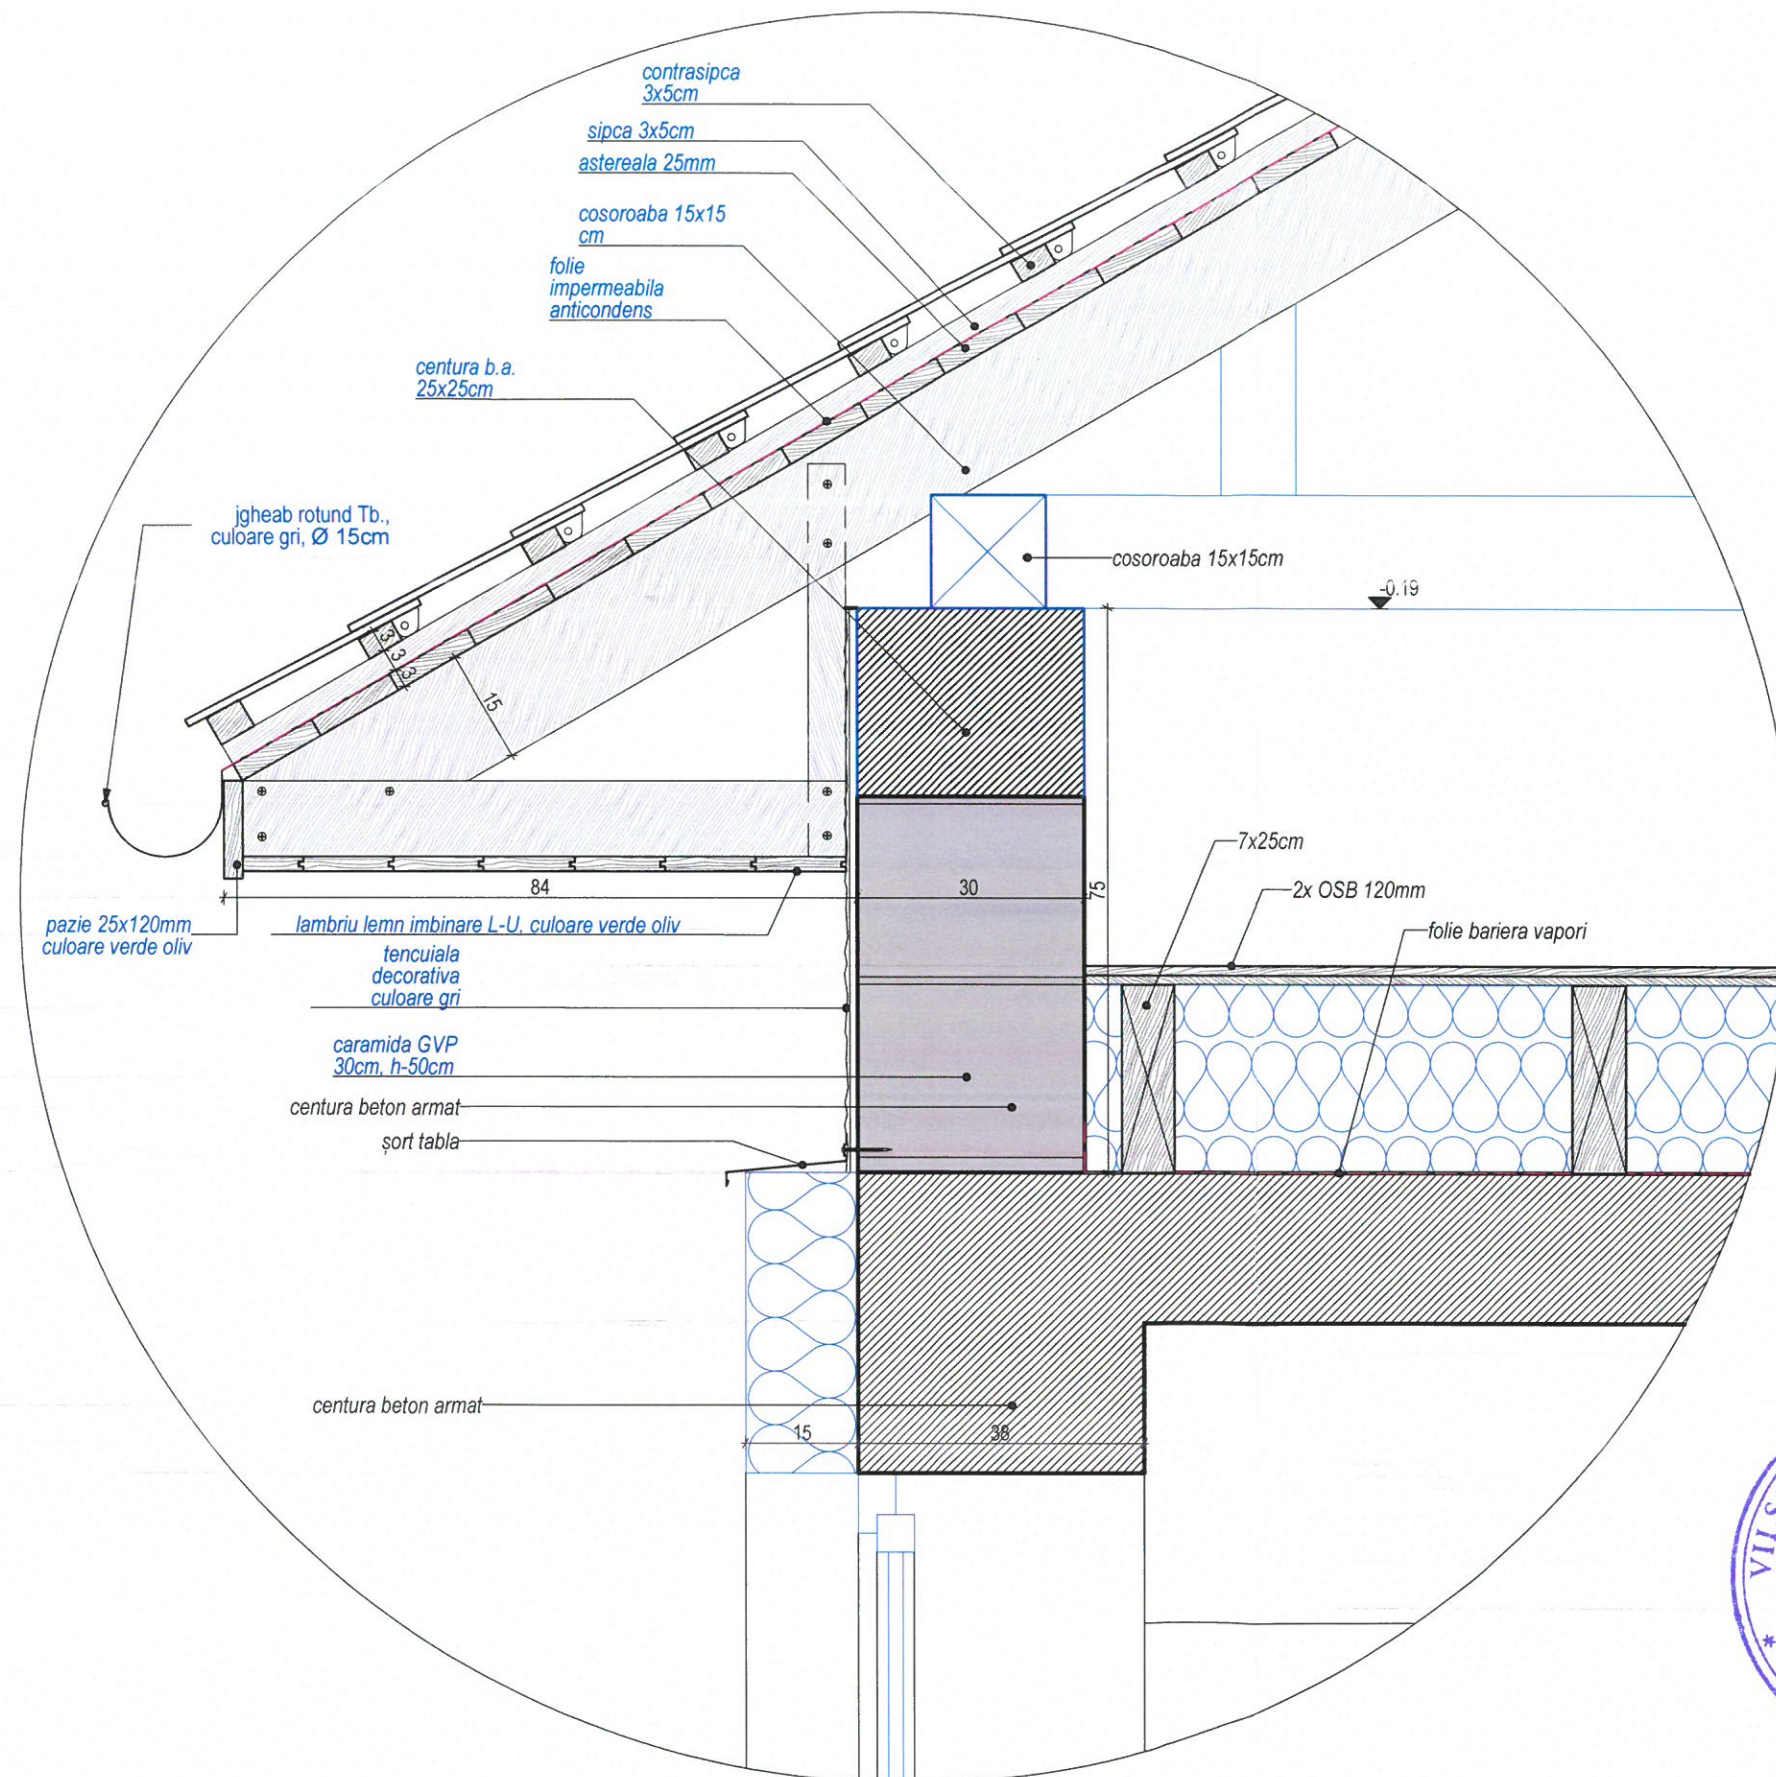 contrasipca
3x5cm
sipca 3x5cm
astereala 25mm
cosoroaba 15x15
cm
folie
impermeabila
anticondens
centura b.a.
25x25cm
jgheab rotund Tb.,
culoare gri, Ø 15cm
cosoroaba 15x15cm
-0.19
3
3
3
15
7x25cm
84
30
75
2x OSB 120mm
pazie 25x120mm
culoare verde oliv
lambriu lemn imbinare L-U, culoare verde oliv
folie bariera vapori
tencuiala
decorativa
culoare gri
caramida GVP
30cm, h-50cm
centura beton armat
șort tabla
centura beton armat
15
38
VII